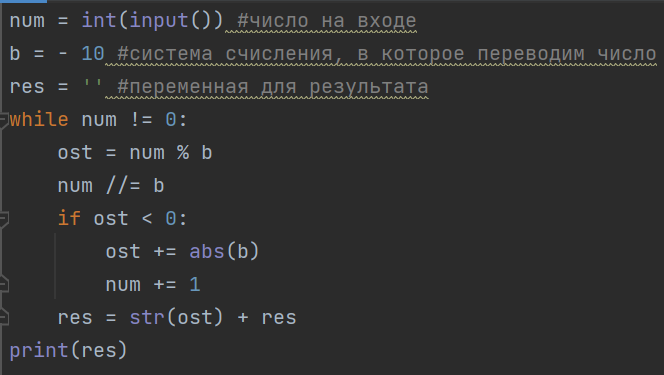 num = int(input()) #число на входе
b = - 10 #система счисления, в которое переводим число
res = '' #переменная для результата
while num != 0:
    ost = num % b
    num //= b
    if ost < 0:
        ost += abs(b)
        num += 1
    res = str(ost) + res
print(res)